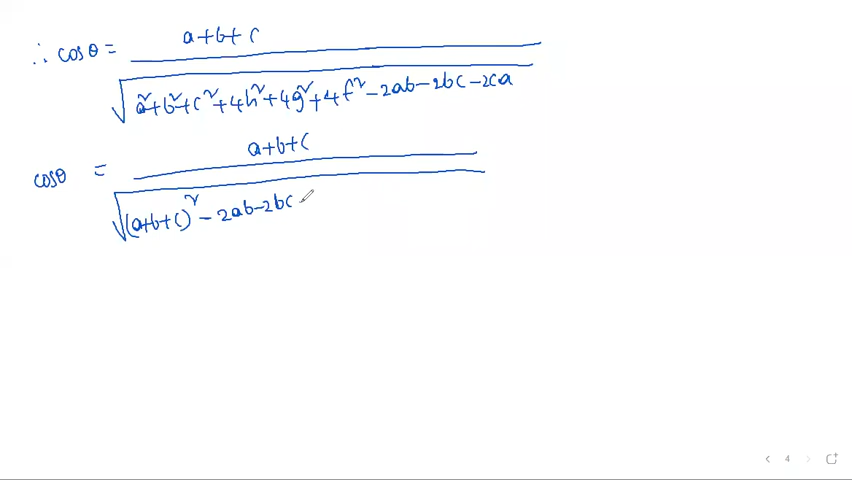 ∴ cosθ = a+b+c
√a²+b²+c²+4h²+4g²+4f²-2ab-2bc-2ca
cosθ = a+b+c
√(a+b+c)²-2ab-2bc
4